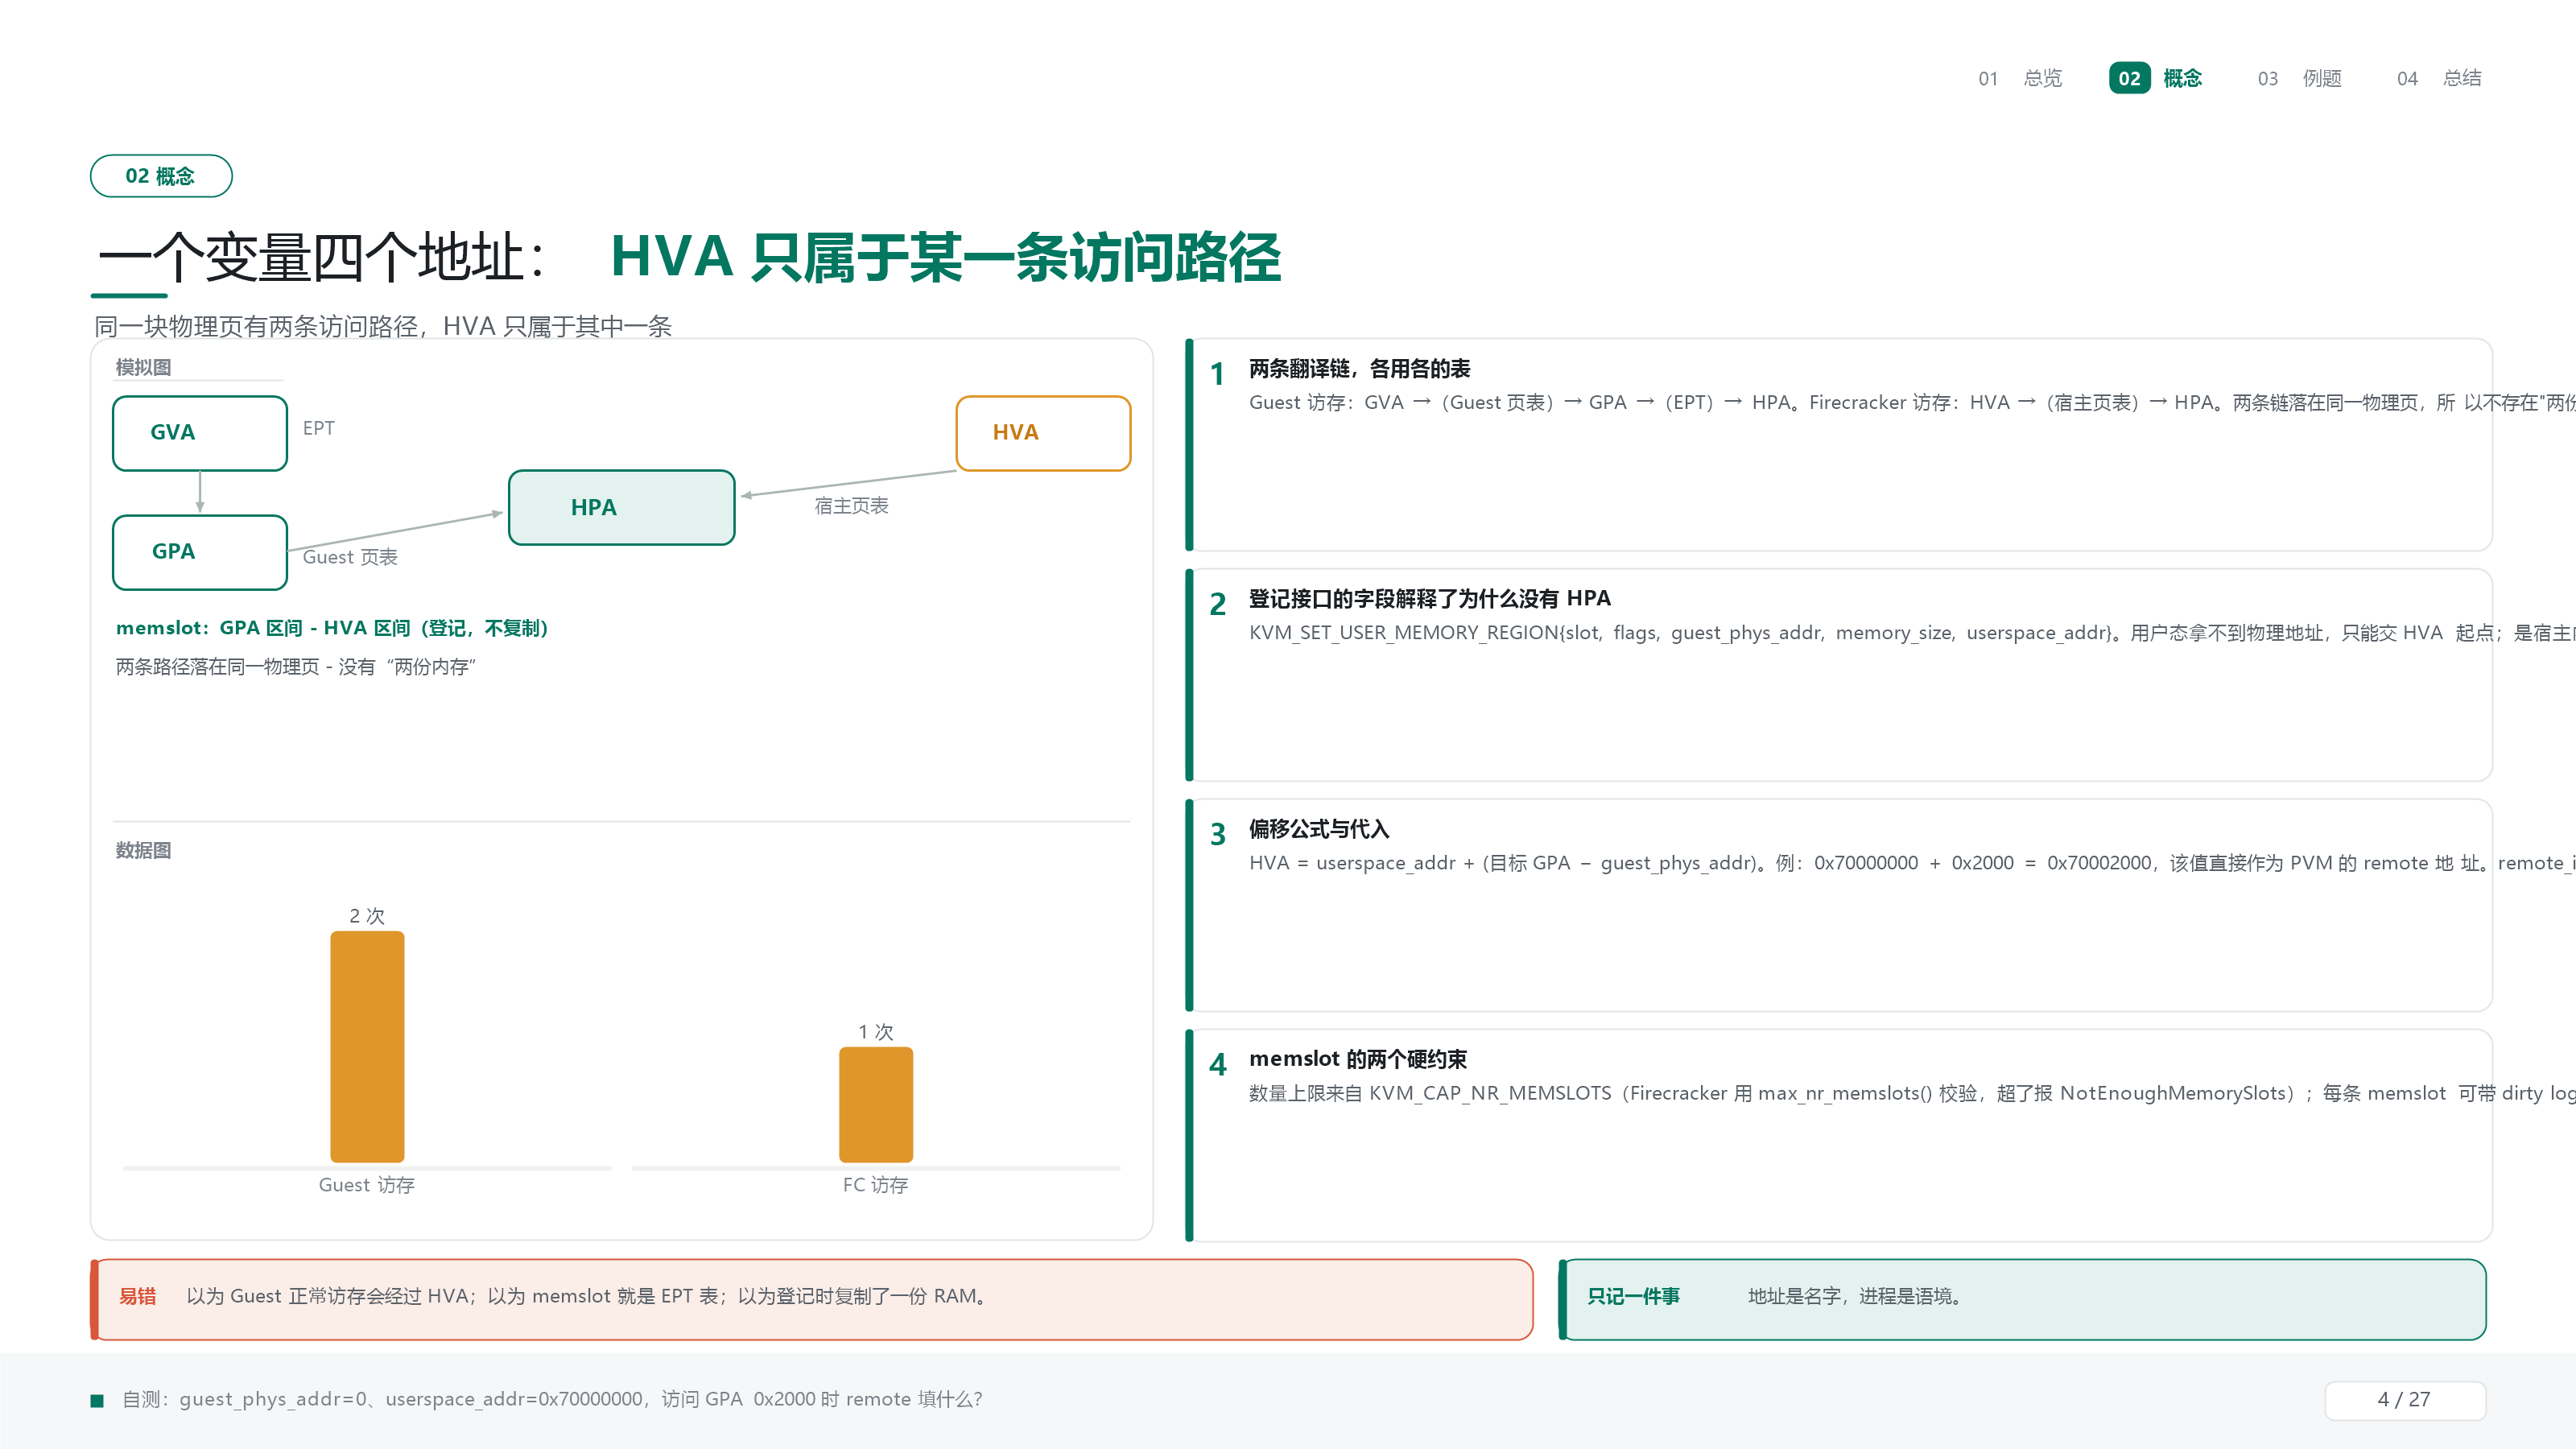 01 总览 02 概念 03 例题 04 总结
02 概念
一个变量四个地址： HVA 只属于某一条访问路径
同一块物理页有两条访问路径，HVA 只属于其中一条
模拟图
GVA
EPT
HVA
HPA
宿主页表
GPA
Guest 页表
memslot：GPA 区间 - HVA 区间（登记，不复制）
两条路径落在同一物理页 - 没有“两份内存”
数据图
2 次
1 次
Guest 访存
FC 访存
1 两条翻译链，各用各的表
Guest 访存：GVA →（Guest 页表）→ GPA →（EPT）→ HPA。Firecracker 访存：HVA →（宿主页表）→ HPA。两条链落在同一物理页，所 以不存在"两
2 登记接口的字段解释了为什么没有 HPA
KVM_SET_USER_MEMORY_REGION{slot, flags, guest_phys_addr, memory_size, userspace_addr}。用户态拿不到物理地址，只能交 HVA 起点；是宿主
3 偏移公式与代入
HVA = userspace_addr + (目标 GPA − guest_phys_addr)。例：0x70000000 + 0x2000 = 0x70002000，该值直接作为 PVM 的 remote 地 址。remote_i
4 memslot 的两个硬约束
数量上限来自 KVM_CAP_NR_MEMSLOTS（Firecracker 用 max_nr_memslots() 校验，超了报 NotEnoughMemorySlots）；每条 memslot 可带 dirty log
易错 以为 Guest 正常访存会经过 HVA；以为 memslot 就是 EPT 表；以为登记时复制了一份 RAM。
只记一件事 地址是名字，进程是语境。
自测：guest_phys_addr=0、userspace_addr=0x70000000，访问 GPA 0x2000 时 remote 填什么？
4 / 27